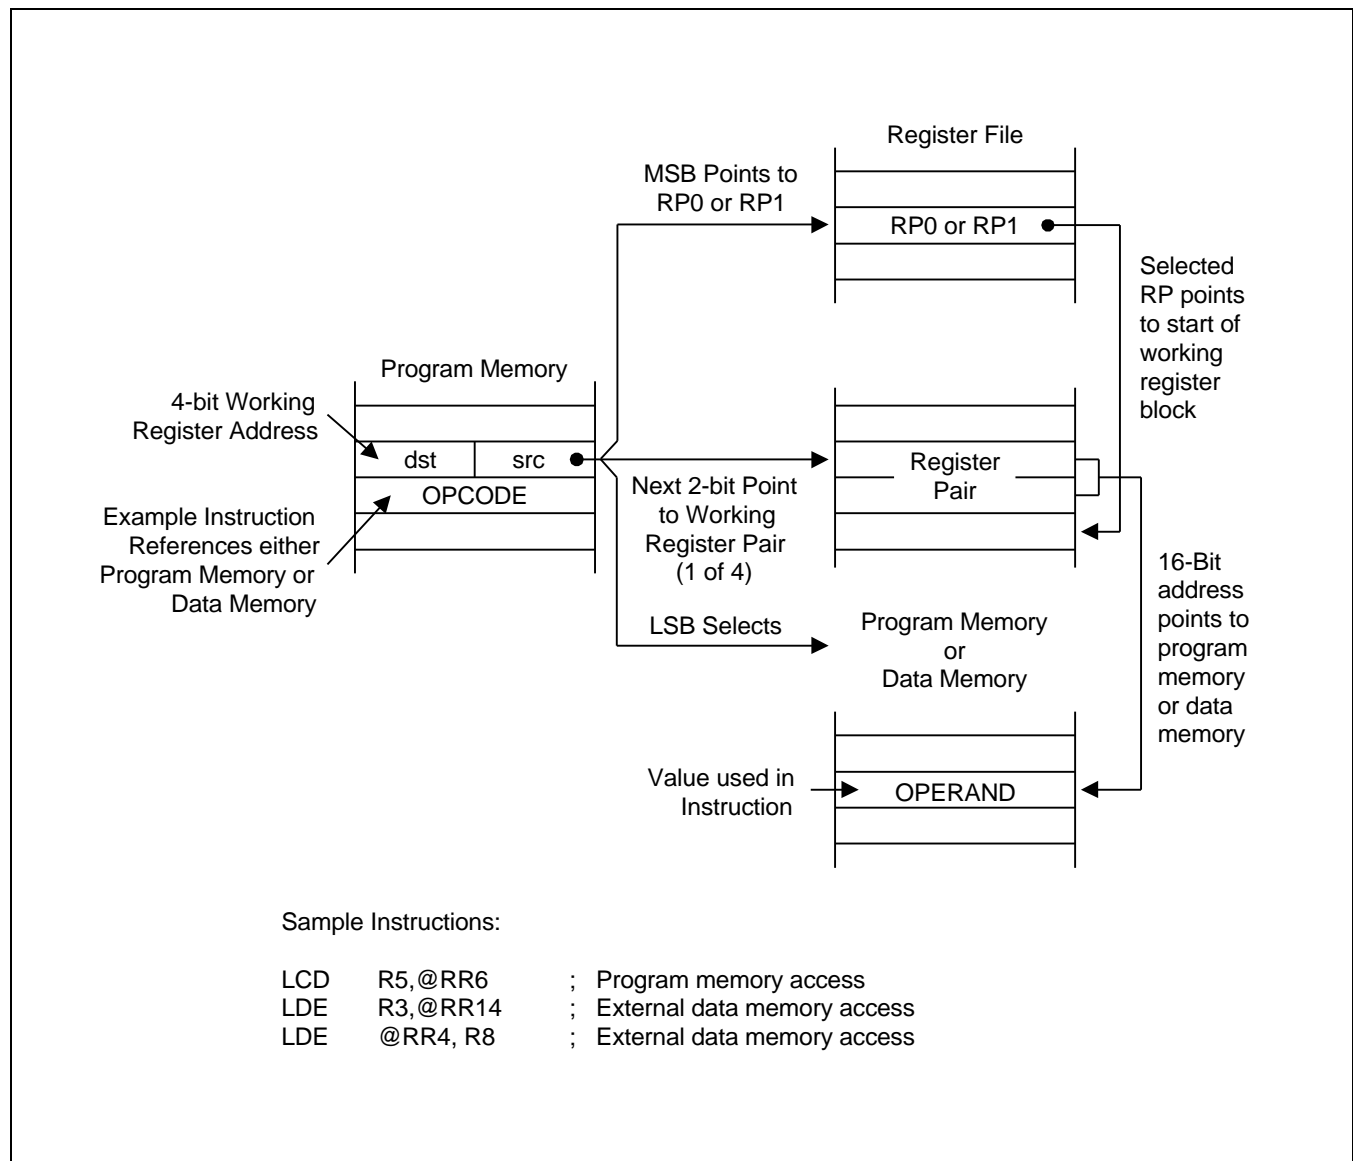 Register File
MSB Points to
RP0 or RP1
RP0 or RP1
Selected
RP points
to start of
working
register
block
Program Memory
4-bit Working
Register Address
dst src
OPCODE
Example Instruction
References either
Program Memory or
Data Memory
Register
Pair
Next 2-bit Point
to Working
Register Pair
(1 of 4)
LSB Selects
Program Memory
or
Data Memory
16-Bit
address
points to
program
memory
or data
memory
Value used in
Instruction
OPERAND
Sample Instructions:
LCD R5,@RR6 ; Program memory access
LDE R3,@RR14 ; External data memory access
LDE @RR4, R8 ; External data memory access